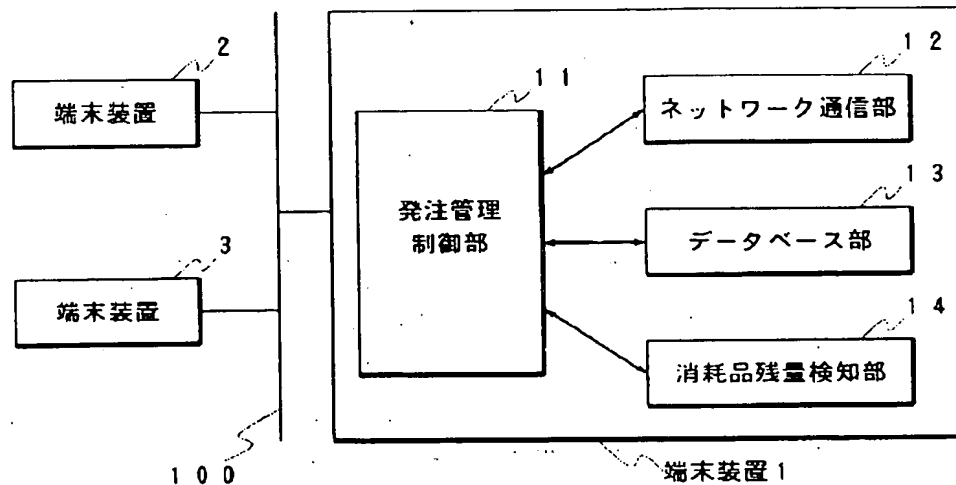 2
端末装置
3
端末装置
100
11
発注管理
制御部
12
ネットワーク通信部
13
データベース部
14
消耗品残量検知部
端末装置1